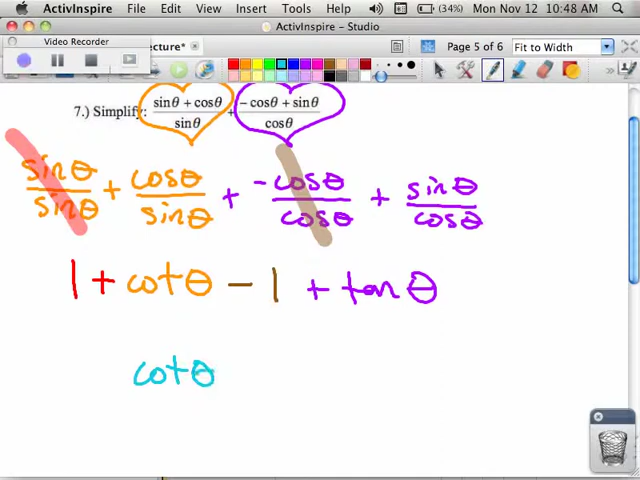 ActivInspire File Edit View Insert Tools (34%) Mon Nov 12 10:48 AM
ActivInspire - Studio
Video Recorder
ecture* Page 5 of 6 Fit to Width
7.) Simplify: (sinθ + cosθ)/sinθ + (- cosθ + sinθ)/cosθ
sinθ/sinθ + cosθ/sinθ + -cosθ/cosθ + sinθ/cosθ
1 + cotθ - 1 + tanθ
cotθ